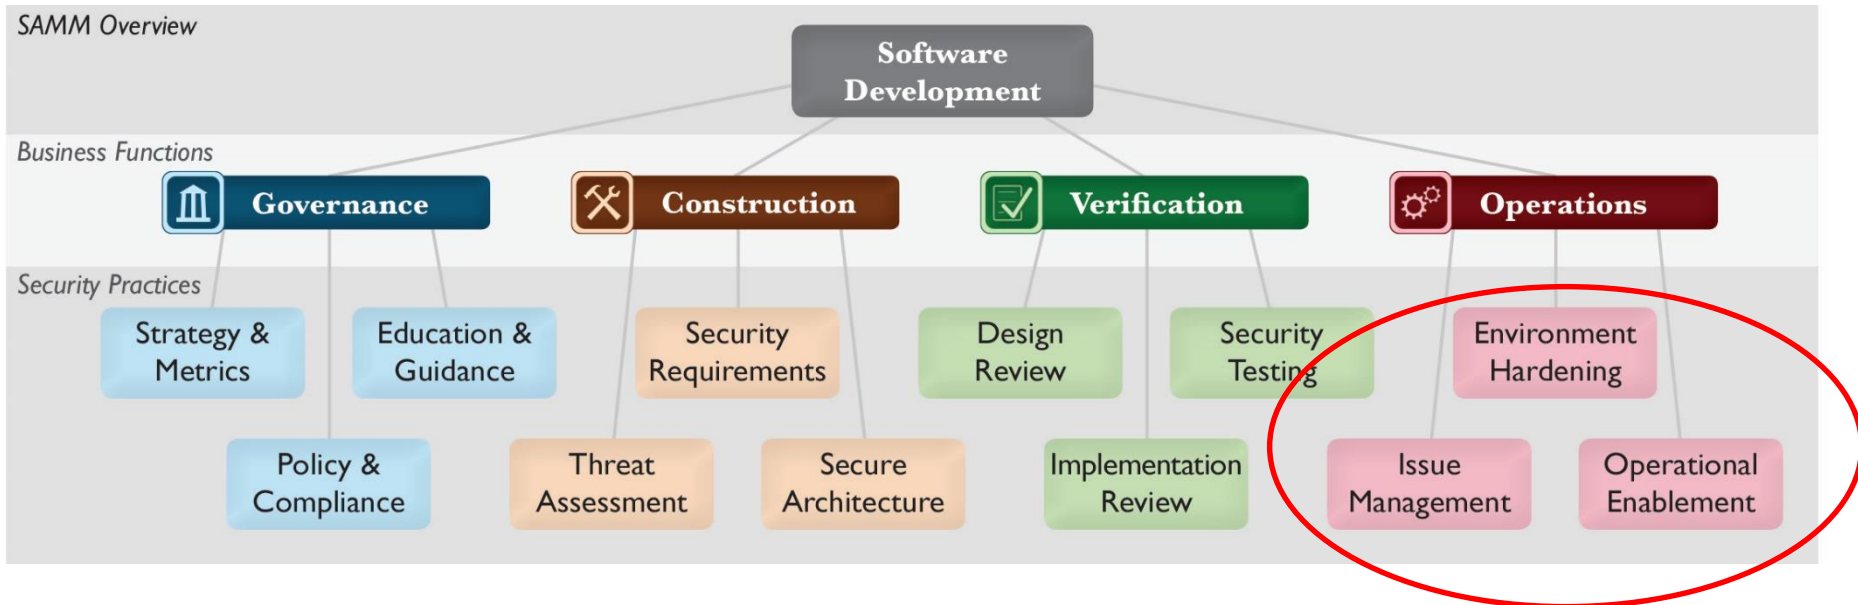 SAMM Overview
Software
Development
Business Functions
Governance
Construction
Verification
Operations
Security Practices
Strategy &
Metrics
Education &
Guidance
Security
Requirements
Design
Review
Security
Testing
Environment
Hardening
Policy &
Compliance
Threat
Assessment
Secure
Architecture
Implementation
Review
Issue
Management
Operational
Enablement